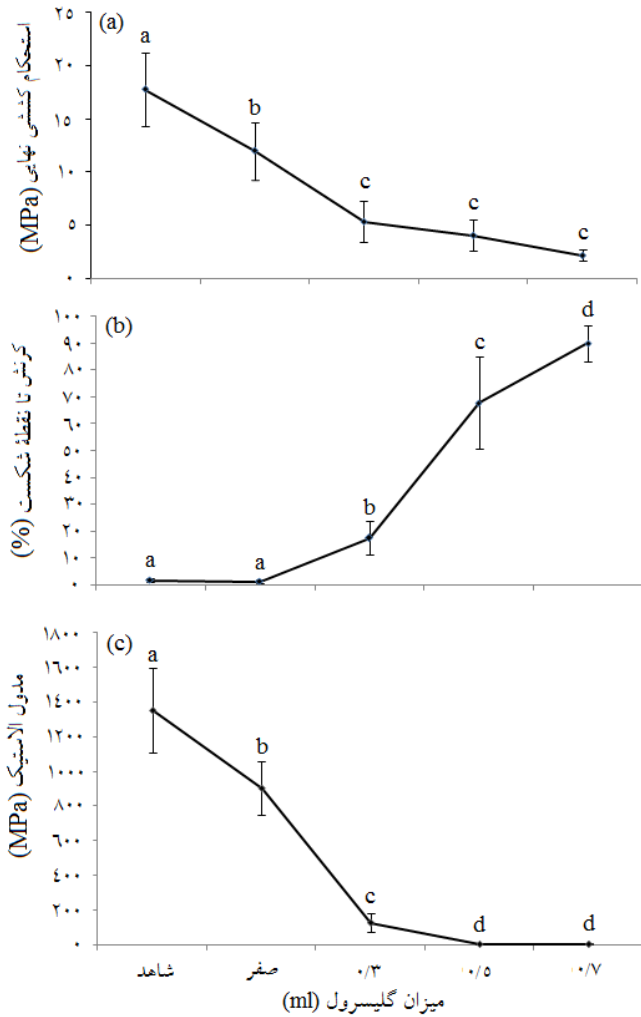 (a)
استحکام کششی نهایی (MPa)
۲۵
۲۰
۱۵
۱۰
۵
۰
a
b
c
c
c
(b)
کرنش تا نقطهٔ شکست (%)
۱۰۰
۹۰
۸۰
۷۰
۶۰
۵۰
۴۰
۳۰
۲۰
۱۰
۰
a
a
b
c
d
(c)
مدول الاستیک (MPa)
۱۸۰۰
۱۶۰۰
۱۴۰۰
۱۲۰۰
۱۰۰۰
۸۰۰
۶۰۰
۴۰۰
۲۰۰
۰
a
b
c
d
d
شاهد صفر ۰/۳ ۰/۵ ۰/۷
میزان گلیسرول (ml)